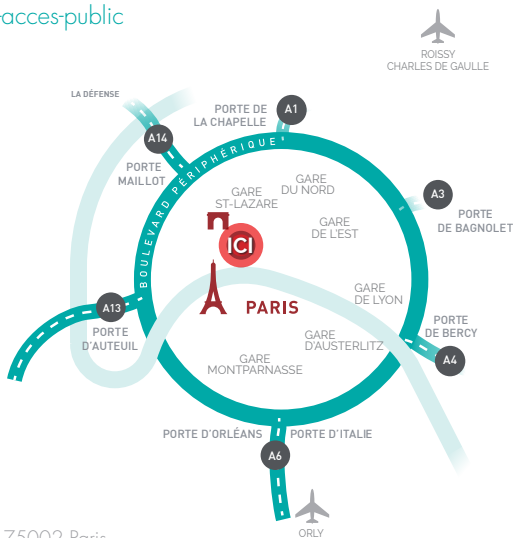 -acces-public
ROISSY
CHARLES DE GAULLE
LA DÉFENSE
A1
PORTE DE
LA CHAPELLE
A14
PORTE
MAILLOT
BOULEVARD PÉRIPHÉRIQUE
GARE
DU NORD
GARE
ST-LAZARE
A3
PORTE
DE BAGNOLET
GARE
DE L'EST
ICI
PARIS
GARE
DE LYON
A13
PORTE
D'AUTEUIL
PORTE
DE BERCY
GARE
D'AUSTERLITZ
A4
GARE
MONTPARNASSE
PORTE D'ORLÉANS
PORTE D'ITALIE
A6
ORLY
75002 Paris